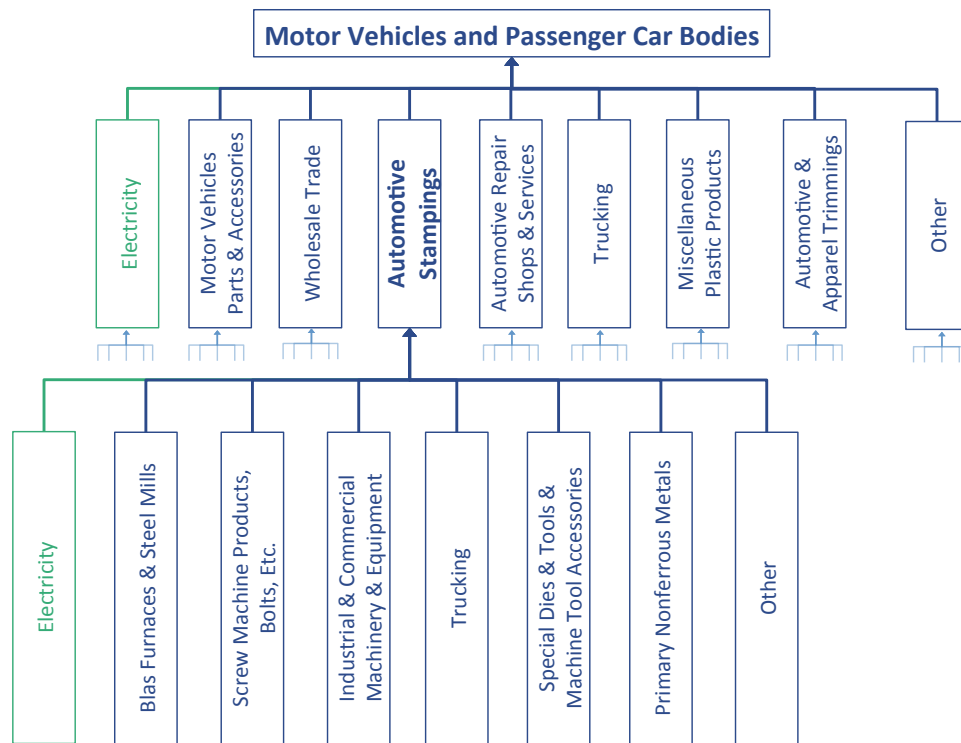 Motor Vehicles and Passenger Car Bodies
Electricity
Motor Vehicles
Parts & Accessories
Wholesale Trade
Automotive
Stampings
Automotive Repair
Shops & Services
Trucking
Miscellaneous
Plastic Products
Automotive &
Apparel Trimmings
Other
Electricity
Blas Furnaces & Steel Mills
Screw Machine Products,
Bolts, Etc.
Industrial & Commercial
Machinery & Equipment
Trucking
Special Dies & Tools &
Machine Tool Accessories
Primary Nonferrous Metals
Other